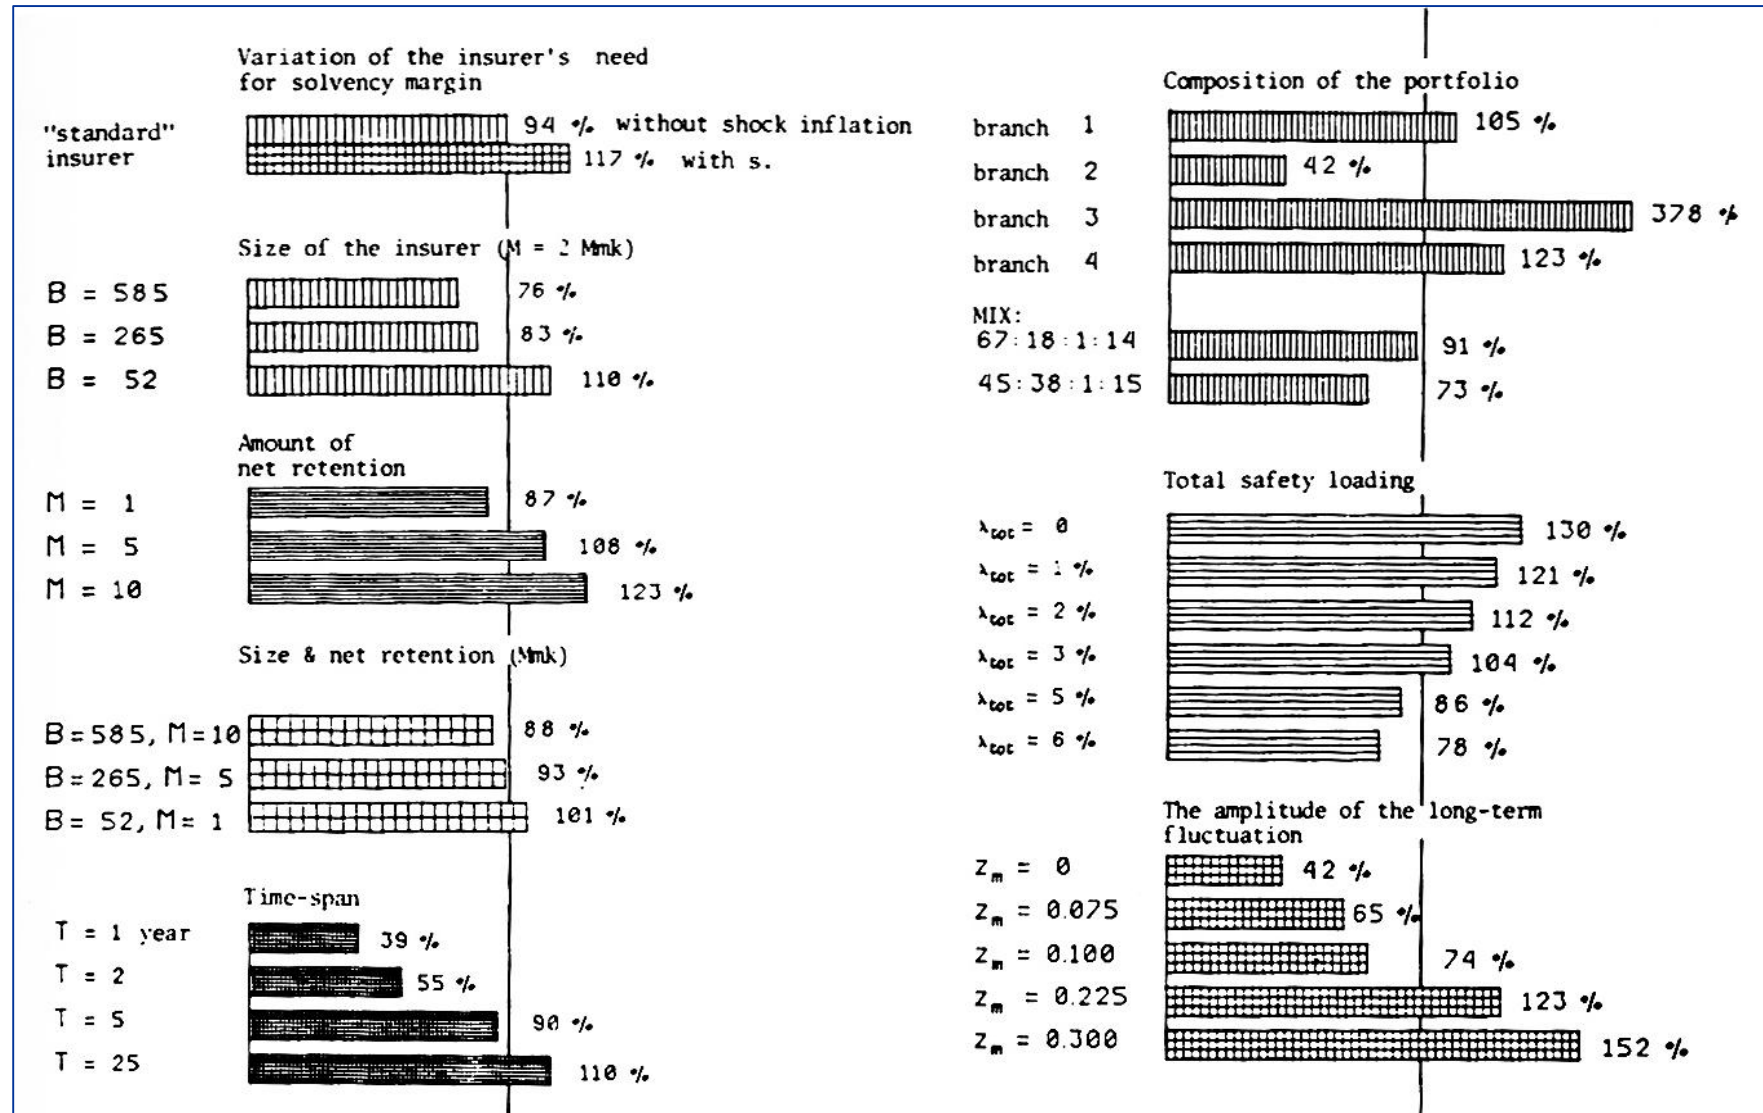 Variation of the insurer's need
for solvency margin
"standard"
insurer
94 % without shock inflation
117 % with s.
Size of the insurer (M = 2 Mmk)
B = 585 76 %
B = 265 83 %
B = 52 110 %
Amount of
net retention
M = 1 87 %
M = 5 108 %
M = 10 123 %
Size & net retention (Mmk)
B=585, M=10 88 %
B=265, M= 5 93 %
B= 52, M= 1 101 %
Time-span
T = 1 year 39 %
T = 2 55 %
T = 5 90 %
T = 25 110 %
Composition of the portfolio
branch 1 105 %
branch 2 42 %
branch 3 378 %
branch 4 123 %
MIX:
67:18:1:14 91 %
45:38:1:15 73 %
Total safety loading
λtot = 0 130 %
λtot = 1 % 121 %
λtot = 2 % 112 %
λtot = 3 % 104 %
λtot = 5 % 86 %
λtot = 6 % 78 %
The amplitude of the long-term
fluctuation
Zm = 0 42 %
Zm = 0.075 65 %
Zm = 0.100 74 %
Zm = 0.225 123 %
Zm = 0.300 152 %